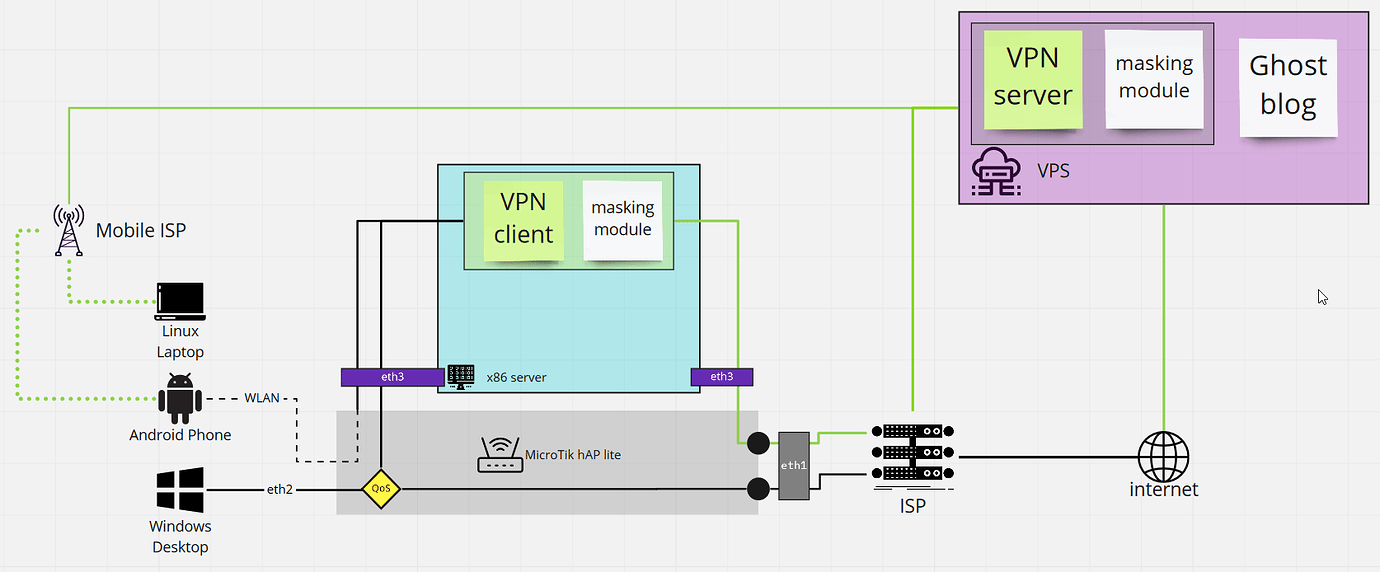 VPN
server
masking
module
Ghost
blog
VPS
Mobile ISP
VPN
client
masking
module
Linux
Laptop
eth3
x86 server
eth3
WLAN
Android Phone
MicroTik hAP lite
eth1
eth2
QoS
internet
ISP
Windows
Desktop